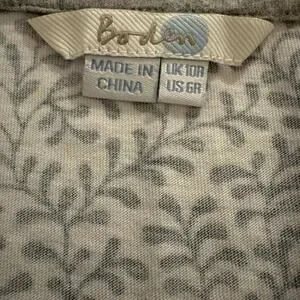 Boden
MADE IN
CHINA
UK 10R
US 6R